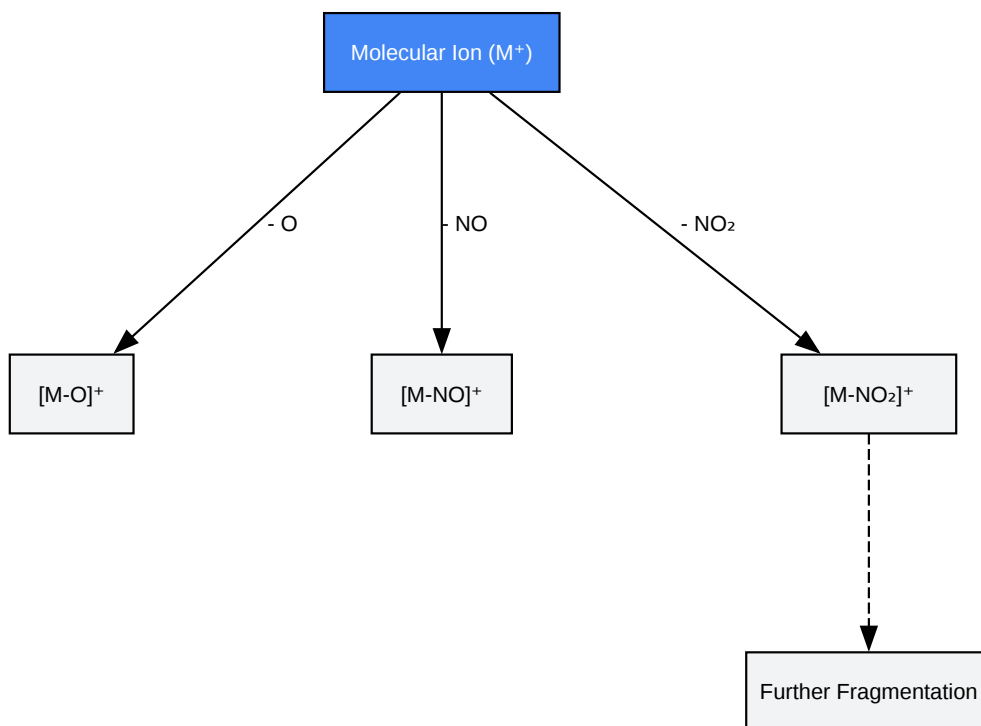 Molecular Ion (M⁺)
- O
- NO
- NO₂
[M-O]⁺
[M-NO]⁺
[M-NO₂]⁺
Further Fragmentation